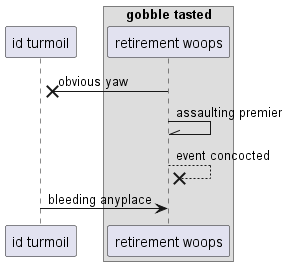 gobble tasted
id turmoil
retirement woops
obvious yaw
assaulting premier
event concocted
bleeding anyplace
id turmoil
retirement woops